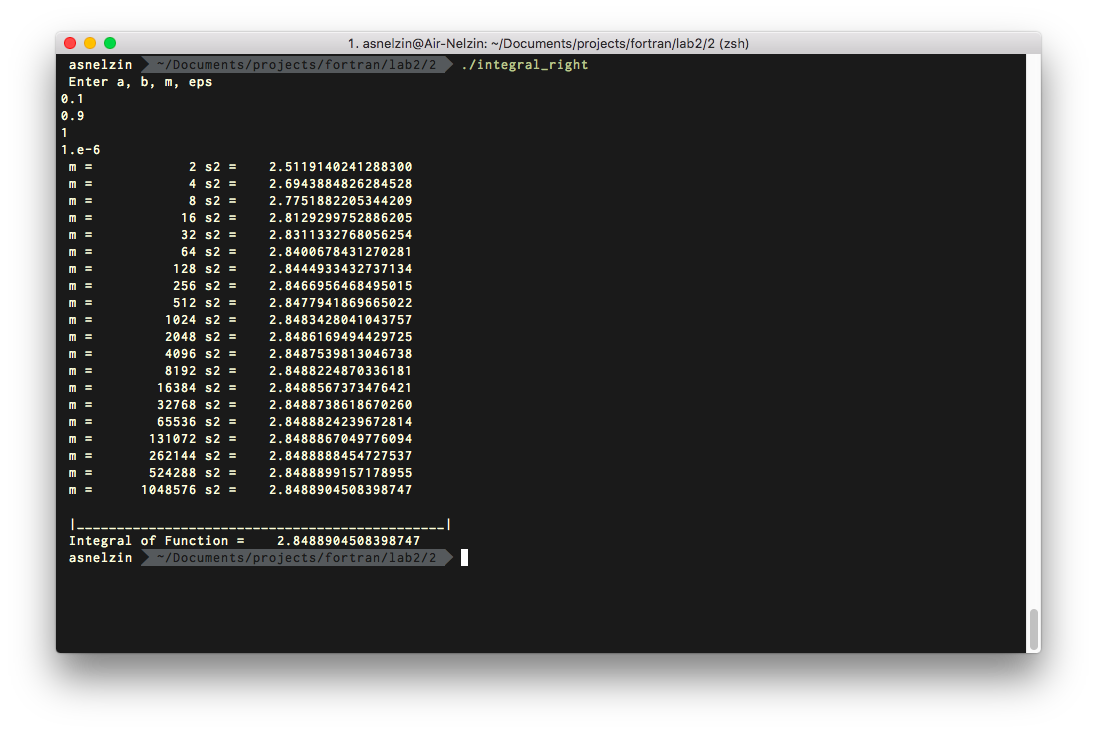 1. asnelzin@Air-Nelzin: ~/Documents/projects/fortran/lab2/2 (zsh)
asnelzin ~/Documents/projects/fortran/lab2/2 ./integral_right
Enter a, b, m, eps
0.1
0.9
1
1.e-6
m = 2 s2 = 2.5119140241288300
m = 4 s2 = 2.6943884826284528
m = 8 s2 = 2.7751882205344209
m = 16 s2 = 2.8129299752886205
m = 32 s2 = 2.8311332768056254
m = 64 s2 = 2.8400678431270281
m = 128 s2 = 2.8444933432737134
m = 256 s2 = 2.8466956468495015
m = 512 s2 = 2.8477941869665022
m = 1024 s2 = 2.8483428041043757
m = 2048 s2 = 2.8486169494429725
m = 4096 s2 = 2.8487539813046738
m = 8192 s2 = 2.8488224870336181
m = 16384 s2 = 2.8488567373476421
m = 32768 s2 = 2.8488738618670260
m = 65536 s2 = 2.8488824239672814
m = 131072 s2 = 2.8488867049776094
m = 262144 s2 = 2.8488888454727537
m = 524288 s2 = 2.8488899157178955
m = 1048576 s2 = 2.8488904508398747
|______________________________________________|
Integral of Function = 2.8488904508398747
asnelzin ~/Documents/projects/fortran/lab2/2